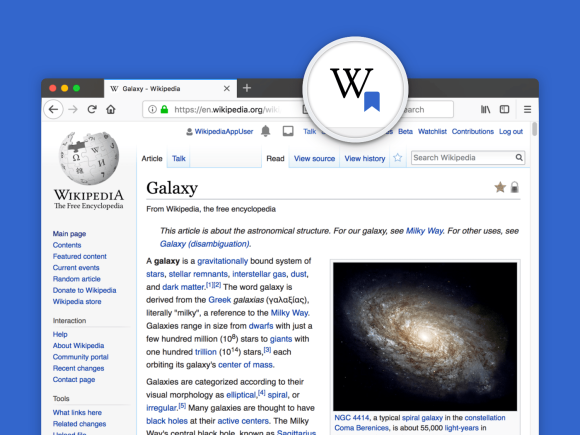 W Galaxy - Wikipedia
https://en.wikipedia.org/wi
W
WikipediaAppUser Talk Beta Watchlist Contributions Log out
Article Talk Read View source View history Search Wikipedia
WIKIPEDIA
The Free Encyclopedia
Main page
Contents
Featured content
Current events
Random article
Donate to Wikipedia
Wikipedia store
Interaction
Help
About Wikipedia
Community portal
Recent changes
Contact page
Tools
What links here
Related changes
Galaxy
From Wikipedia, the free encyclopedia
This article is about the astronomical structure. For our galaxy, see Milky Way. For other uses, see
Galaxy (disambiguation).
A galaxy is a gravitationally bound system of
stars, stellar remnants, interstellar gas, dust,
and dark matter.[1][2] The word galaxy is
derived from the Greek galaxias (γαλαξίας),
literally "milky", a reference to the Milky Way.
Galaxies range in size from dwarfs with just a
few hundred million (10⁸) stars to giants with
one hundred trillion (10¹⁴) stars,[3] each
orbiting its galaxy's center of mass.
Galaxies are categorized according to their
visual morphology as elliptical,[4] spiral, or
irregular.[5] Many galaxies are thought to have
black holes at their active centers. The Milky
Way's central black hole, known as Sagittarius
NGC 4414, a typical spiral galaxy in the constellation
Coma Berenices, is about 55,000 light-years in